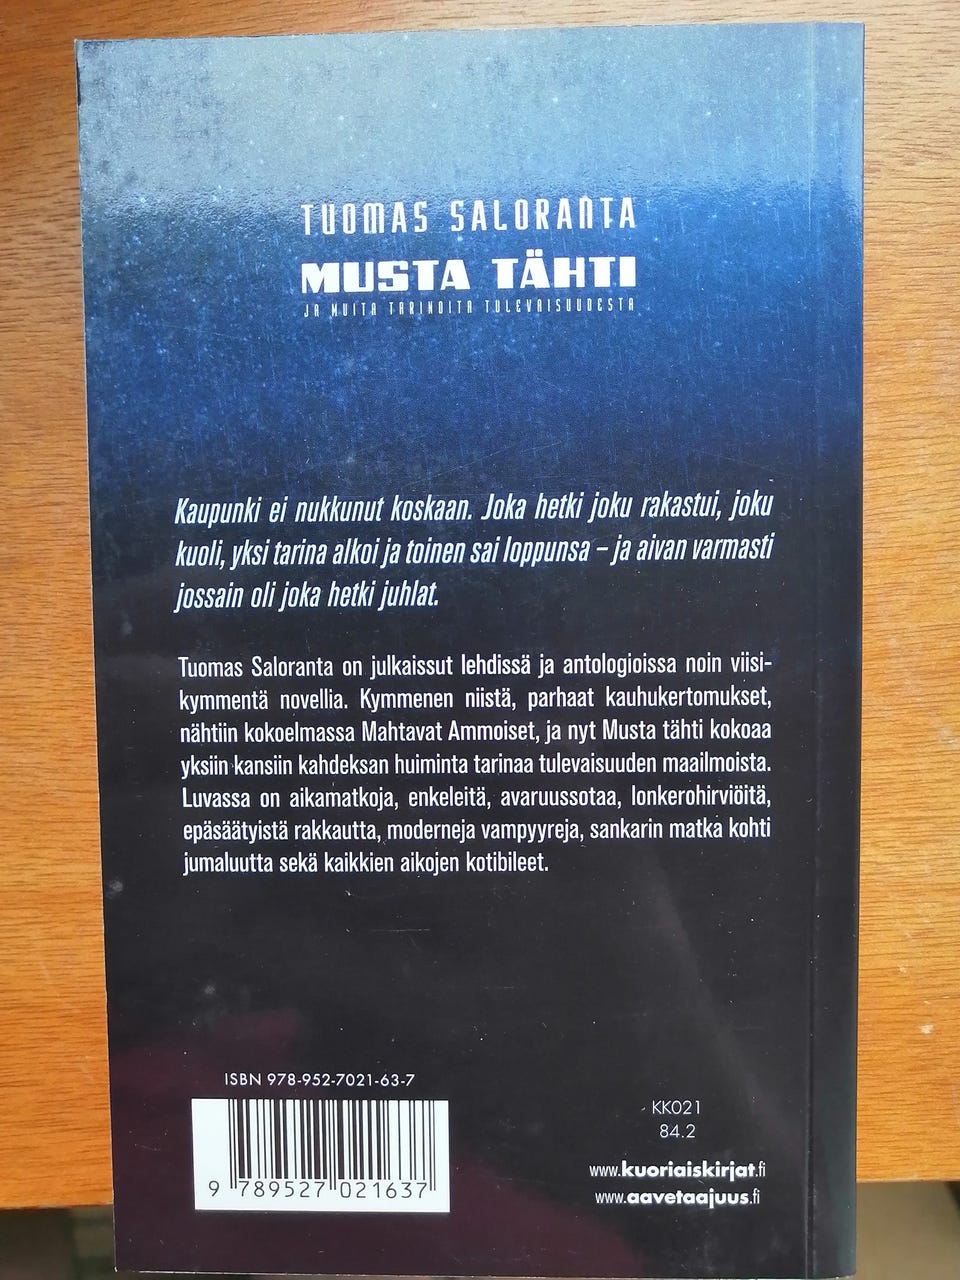 TUOMAS SALORANTA
MUSTA TÄHTI
JA MUITA TARINOITA TULEVAISUUDESTA
Kaupunki ei nukkunut koskaan. Joka hetki joku rakastui, joku
kuoli, yksi tarina alkoi ja toinen sai loppunsa – ja aivan varmasti
jossain oli joka hetki juhlat.
Tuomas Saloranta on julkaissut lehdissä ja antologioissa noin viisi-
kymmentä novellia. Kymmenen niistä, parhaat kauhukertomukset,
nähtiin kokoelmassa Mahtavat Ammoiset, ja nyt Musta tähti kokoaa
yksiin kansiin kahdeksan huiminta tarinaa tulevaisuuden maailmoista.
Luvassa on aikamatkoja, enkeleitä, avaruussotaa, lonkerohirviöitä,
epäsäätyistä rakkautta, moderneja vampyyreja, sankarin matka kohti
jumaluutta sekä kaikkien aikojen kotibileet.
ISBN 978-952-7021-63-7
9 789527 021637
KK021
84.2
www.kuoriaiskirjat.fi
www.aavetaajuus.fi